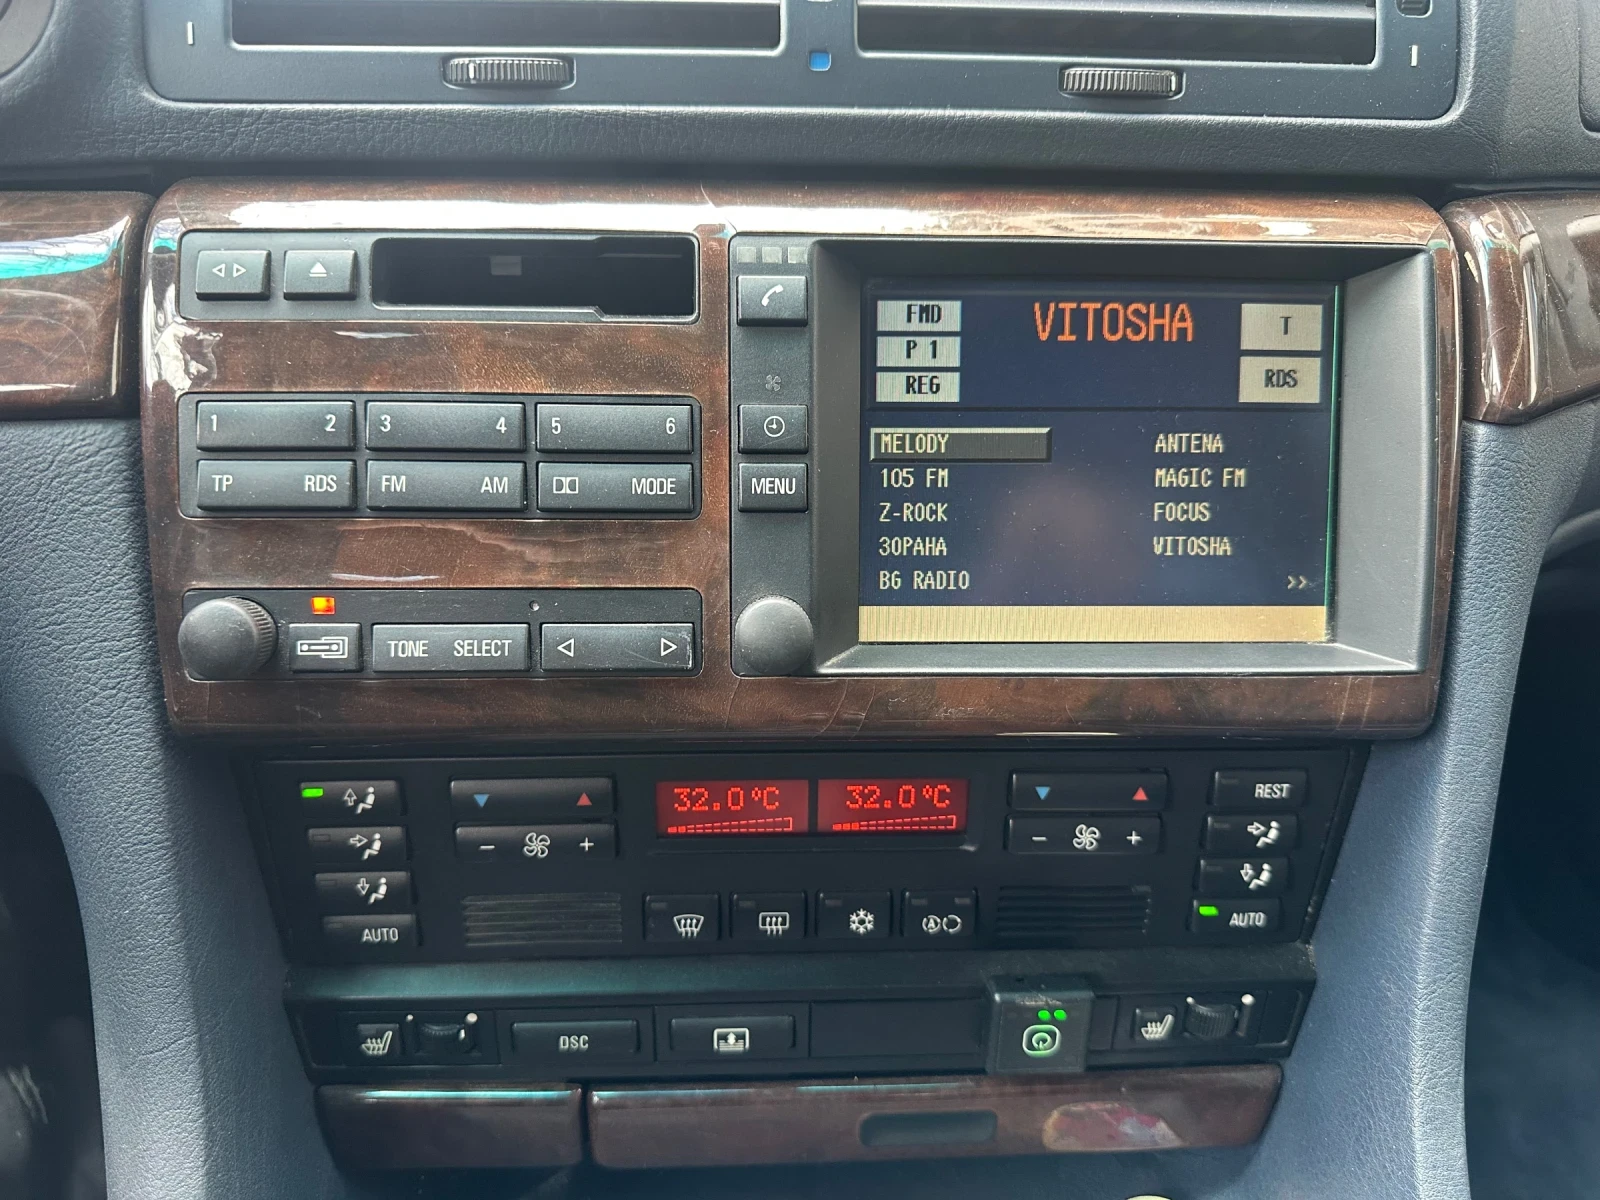 1 2 3 4 5 6
TP RDS FM AM MODE
TONE SELECT
MENU
FMD
P 1
REG
VITOSHA
T
RDS
MELODY ANTENA
105 FM MAGIC FM
Z-ROCK FOCUS
30PAHA VITOSHA
BG RADIO >>
32.0°C 32.0°C
REST
− + − +
AUTO AUTO
A
DSC